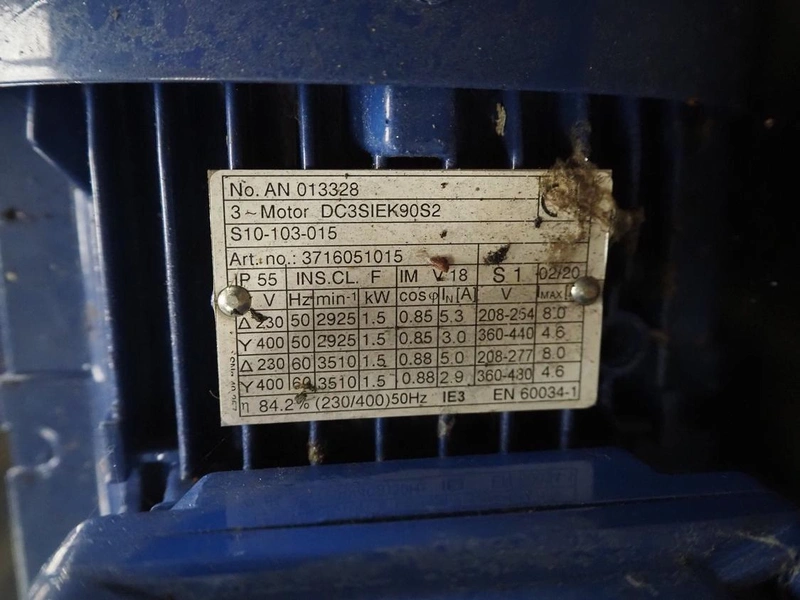 No. AN 013328
3 ~ Motor DC3SIEK90S2
S10-103-015
Art. no.: 3716051015
IP 55 INS.CL. F IM V 18 S 1 02/20
V Hz min-1 kW cosφ IN [A] V MAX
Δ 230 50 2925 1.5 0.85 5.3 208-254 8.0
Y 400 50 2925 1.5 0.85 3.0 360-440 4.6
Δ 230 60 3510 1.5 0.88 5.0 208-277 8.0
Y 400 60 3510 1.5 0.88 2.9 360-480 4.6
η 84.2% (230/400)50Hz IE3 EN 60034-1